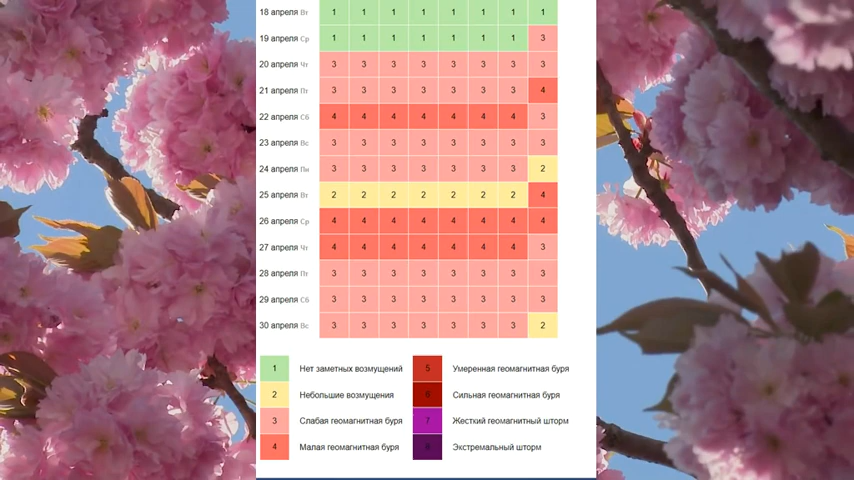 18 апреля Вт 1 1 1 1 1 1 1 1
19 апреля Ср 1 1 1 1 1 1 1 3
20 апреля Чт 3 3 3 3 3 3 3 3
21 апреля Пт 3 3 3 3 3 3 3 4
22 апреля Сб 4 4 4 4 4 4 4 3
23 апреля Вс 3 3 3 3 3 3 3 3
24 апреля Пн 3 3 3 3 3 3 3 2
25 апреля Вт 2 2 2 2 2 2 2 4
26 апреля Ср 4 4 4 4 4 4 4 4
27 апреля Чт 4 4 4 4 4 4 4 3
28 апреля Пт 3 3 3 3 3 3 3 3
29 апреля Сб 3 3 3 3 3 3 3 3
30 апреля Вс 3 3 3 3 3 3 3 2
1 Нет заметных возмущений 5 Умеренная геомагнитная буря
2 Небольшие возмущения 6 Сильная геомагнитная буря
3 Слабая геомагнитная буря 7 Жесткий геомагнитный шторм
4 Малая геомагнитная буря 8 Экстремальный шторм